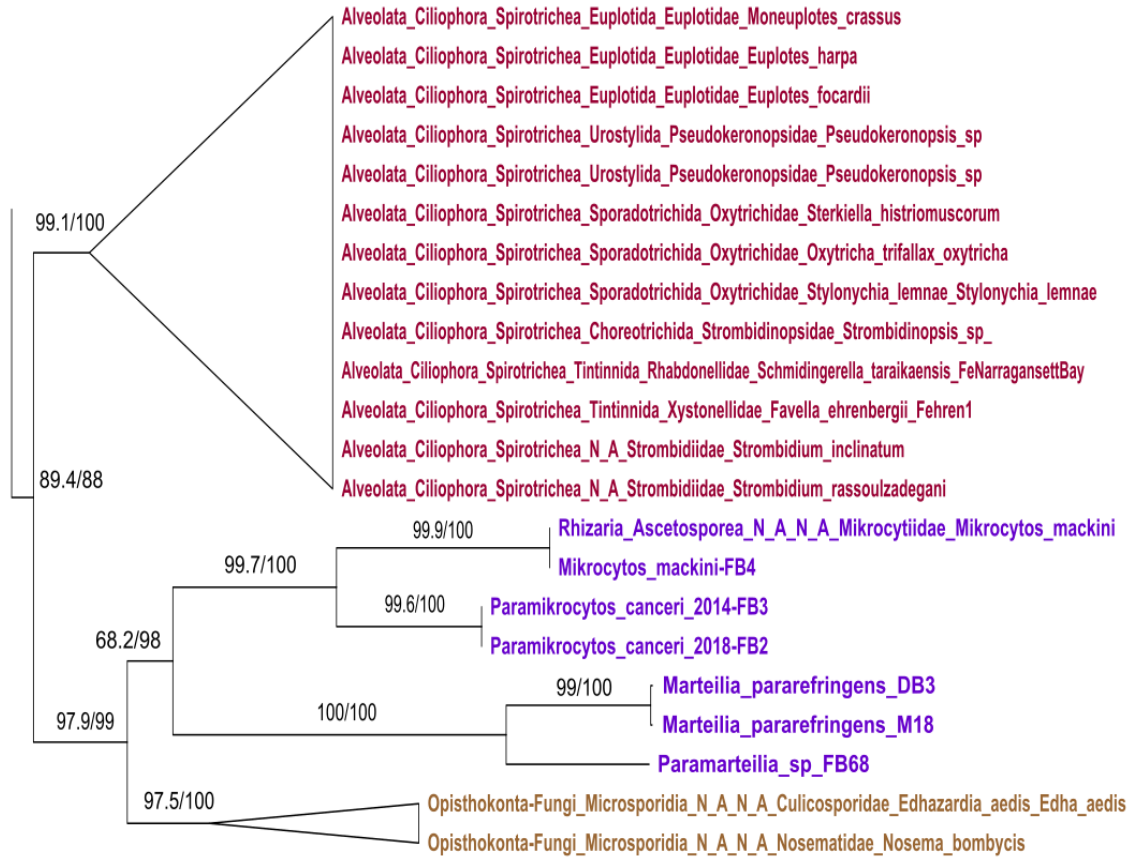 Alveolata_Ciliophora_Spirotrichea_Euplotida_Euplotidae_Moneuplotes_crassus
Alveolata_Ciliophora_Spirotrichea_Euplotida_Euplotidae_Euplotes_harpa
Alveolata_Ciliophora_Spirotrichea_Euplotida_Euplotidae_Euplotes_focardii
Alveolata_Ciliophora_Spirotrichea_Urostylida_Pseudokeronopsidae_Pseudokeronopsis_sp
Alveolata_Ciliophora_Spirotrichea_Urostylida_Pseudokeronopsidae_Pseudokeronopsis_sp
Alveolata_Ciliophora_Spirotrichea_Sporadotrichida_Oxytrichidae_Sterkiella_histriomuscorum
99.1/100
Alveolata_Ciliophora_Spirotrichea_Sporadotrichida_Oxytrichidae_Oxytricha_trifallax_oxytricha
Alveolata_Ciliophora_Spirotrichea_Sporadotrichida_Oxytrichidae_Stylonychia_lemnae_Stylonychia_lemnae
Alveolata_Ciliophora_Spirotrichea_Choreotrichida_Strombidinopsidae_Strombidinopsis_sp_
Alveolata_Ciliophora_Spirotrichea_Tintinnida_Rhabdonellidae_Schmidingerella_taraikaensis_FeNarragansettBay
Alveolata_Ciliophora_Spirotrichea_Tintinnida_Xystonellidae_Favella_ehrenbergii_Fehren1
Alveolata_Ciliophora_Spirotrichea_N_A_Strombidiidae_Strombidium_inclinatum
89.4/88
Alveolata_Ciliophora_Spirotrichea_N_A_Strombidiidae_Strombidium_rassoulzadegani
99.9/100
Rhizaria_Ascetosporea_N_A_N_A_Mikrocytiidae_Mikrocytos_mackini
99.7/100
Mikrocytos_mackini-FB4
99.6/100
Paramikrocytos_canceri_2014-FB3
68.2/98
Paramikrocytos_canceri_2018-FB2
99/100
Marteilia_pararefringens_DB3
97.9/99
100/100
Marteilia_pararefringens_M18
Paramarteilia_sp_FB68
97.5/100
Opisthokonta-Fungi_Microsporidia_N_A_N_A_Culicosporidae_Edhazardia_aedis_Edha_aedis
Opisthokonta-Fungi_Microsporidia_N_A_N_A_Nosematidae_Nosema_bombycis